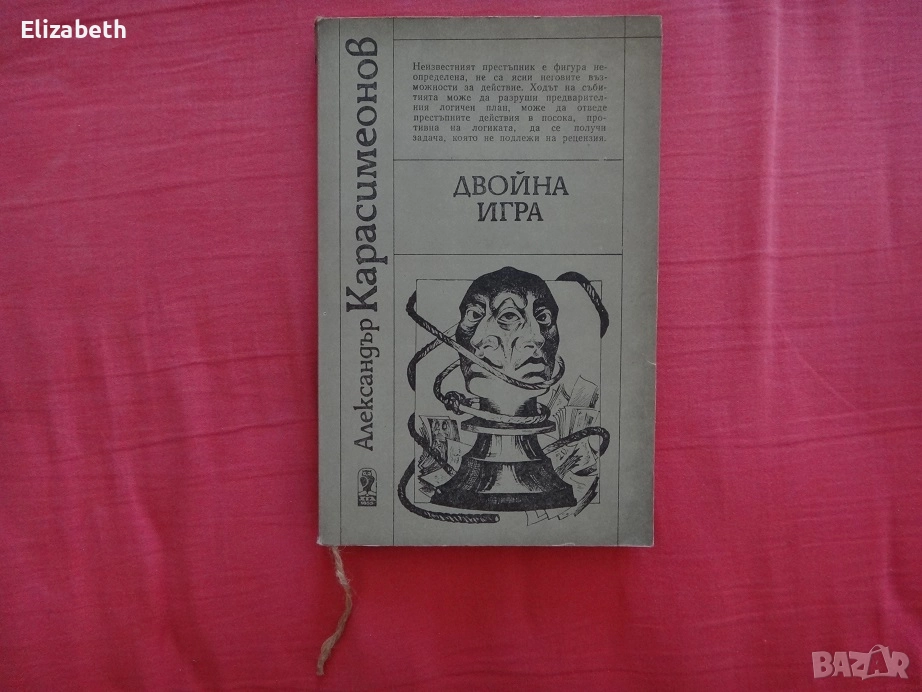 Elizabeth
Неизвестният престъпник е фигура не-
определена, не са ясни неговите въз-
можности за действие. Ходът на съби-
тията може да разруши предварител-
ния логичен план, може да отведе
престъпните действия в посока, про-
тивна на логиката, да се получи
задача, която не подлежи на рецензия.
Александър Карасимеонов
ДВОЙНА
ИГРА
BAZAR